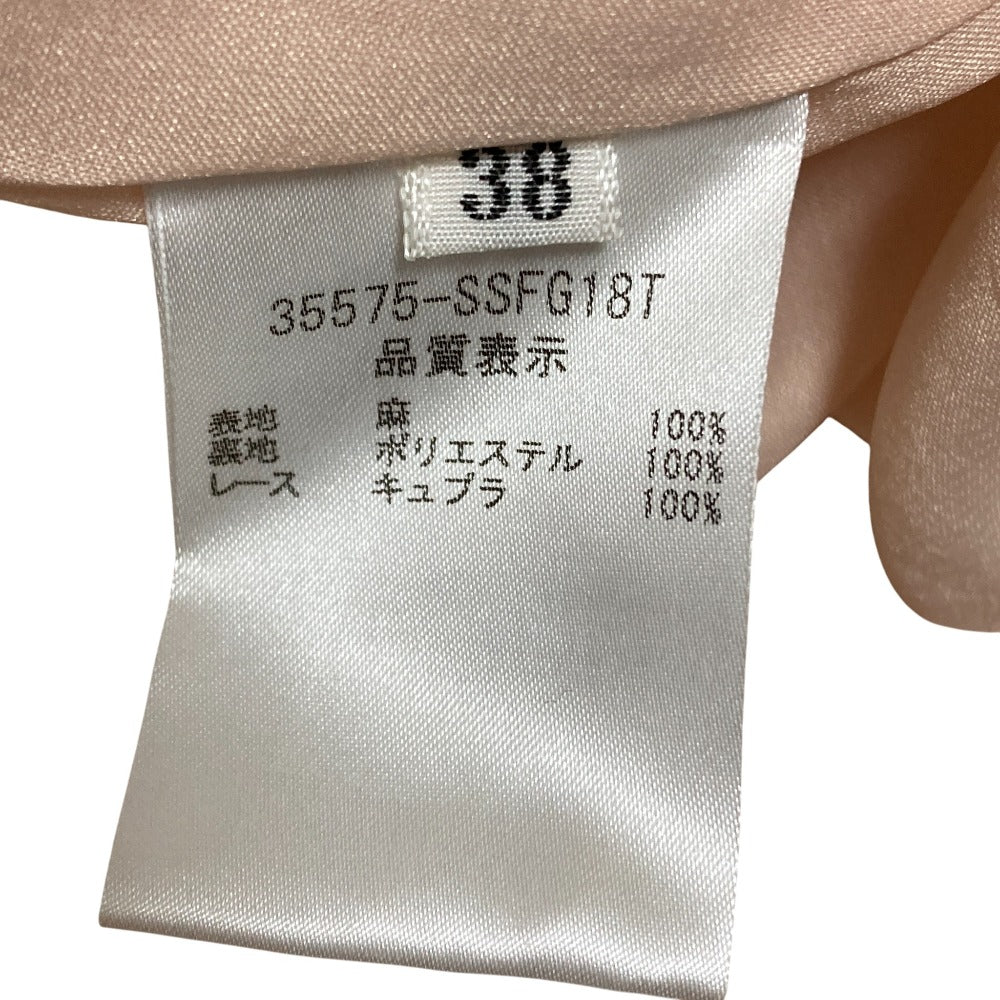 38
35575-SSFG18T
品質表示
表地 麻 100%
裏地 ポリエステル 100%
レース キュプラ 100%